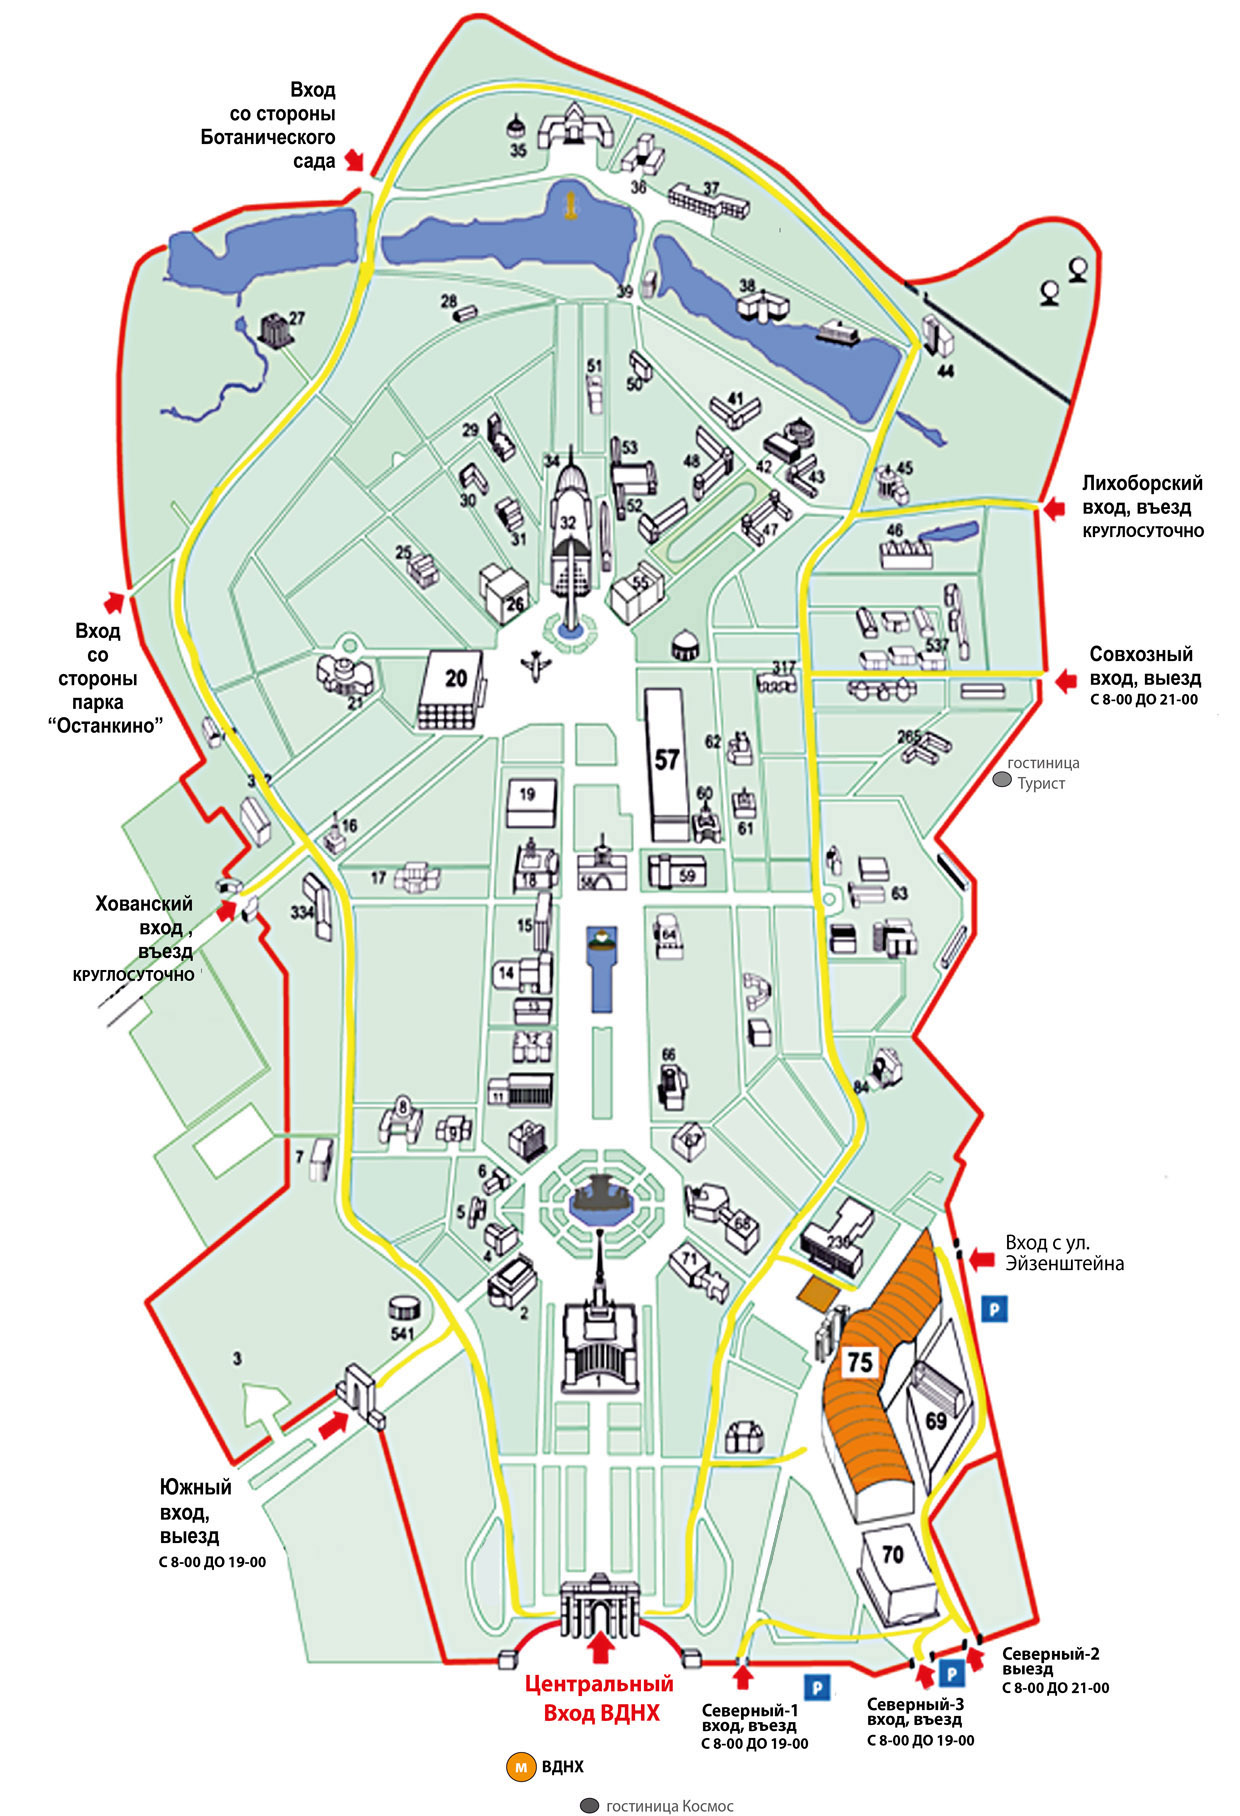 Вход
со стороны
Ботанического
сада
35
36
37
38
39
27
28
44
51
50
41
29
53
34
48
42
43
45
30
52
32
47
31
46
25
55
26
Лихоборский
вход, въезд
КРУГЛОСУТОЧНО
Вход
со
стороны
парка
“Останкино”
537
20
21
317
Совхозный
вход, выезд
С 8-00 ДО 21-00
62
265
57
гостиница
Турист
19
60
61
16
17
18
58
59
63
334
15
64
Хованский
вход ,
въезд
КРУГЛОСУТОЧНО
14
13
12
66
84
11
8
9
67
7
6
5
68
4
71
239
2
Вход с ул.
Эйзенштейна
P
541
3
75
1
69
Южный
вход,
выезд
С 8-00 ДО 19-00
70
Центральный
Вход ВДНХ
P
P
Северный-2
выезд
С 8-00 ДО 21-00
Северный-1
вход, въезд
С 8-00 ДО 19-00
Северный-3
вход, въезд
С 8-00 ДО 19-00
М ВДНХ
гостиница Космос